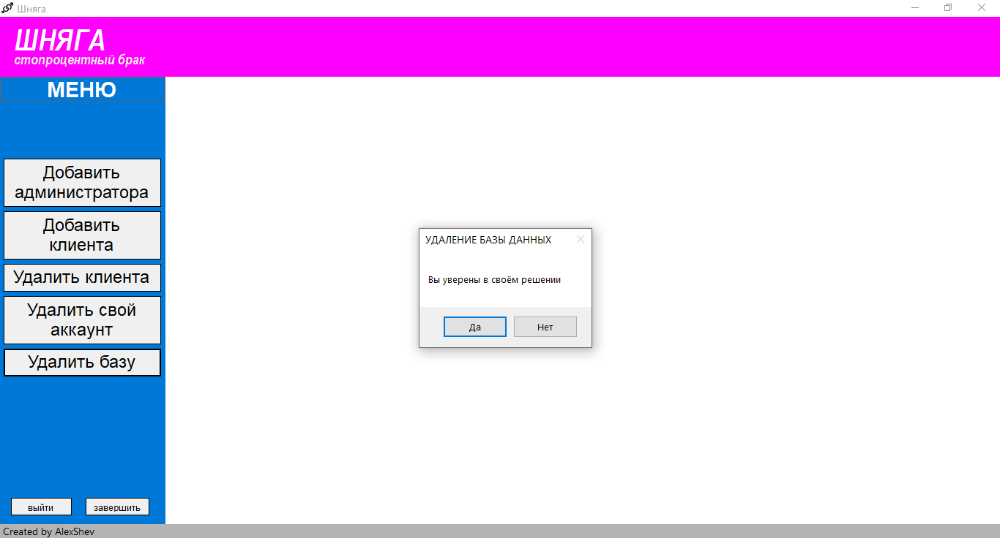 Шняга
ШНЯГА
стопроцентный брак
МЕНЮ
Добавить
администратора
Добавить
клиента
Удалить клиента
Удалить свой
аккаунт
Удалить базу
УДАЛЕНИЕ БАЗЫ ДАННЫХ
Вы уверены в своём решении
Да
Нет
выйти
завершить
Created by AlexShev